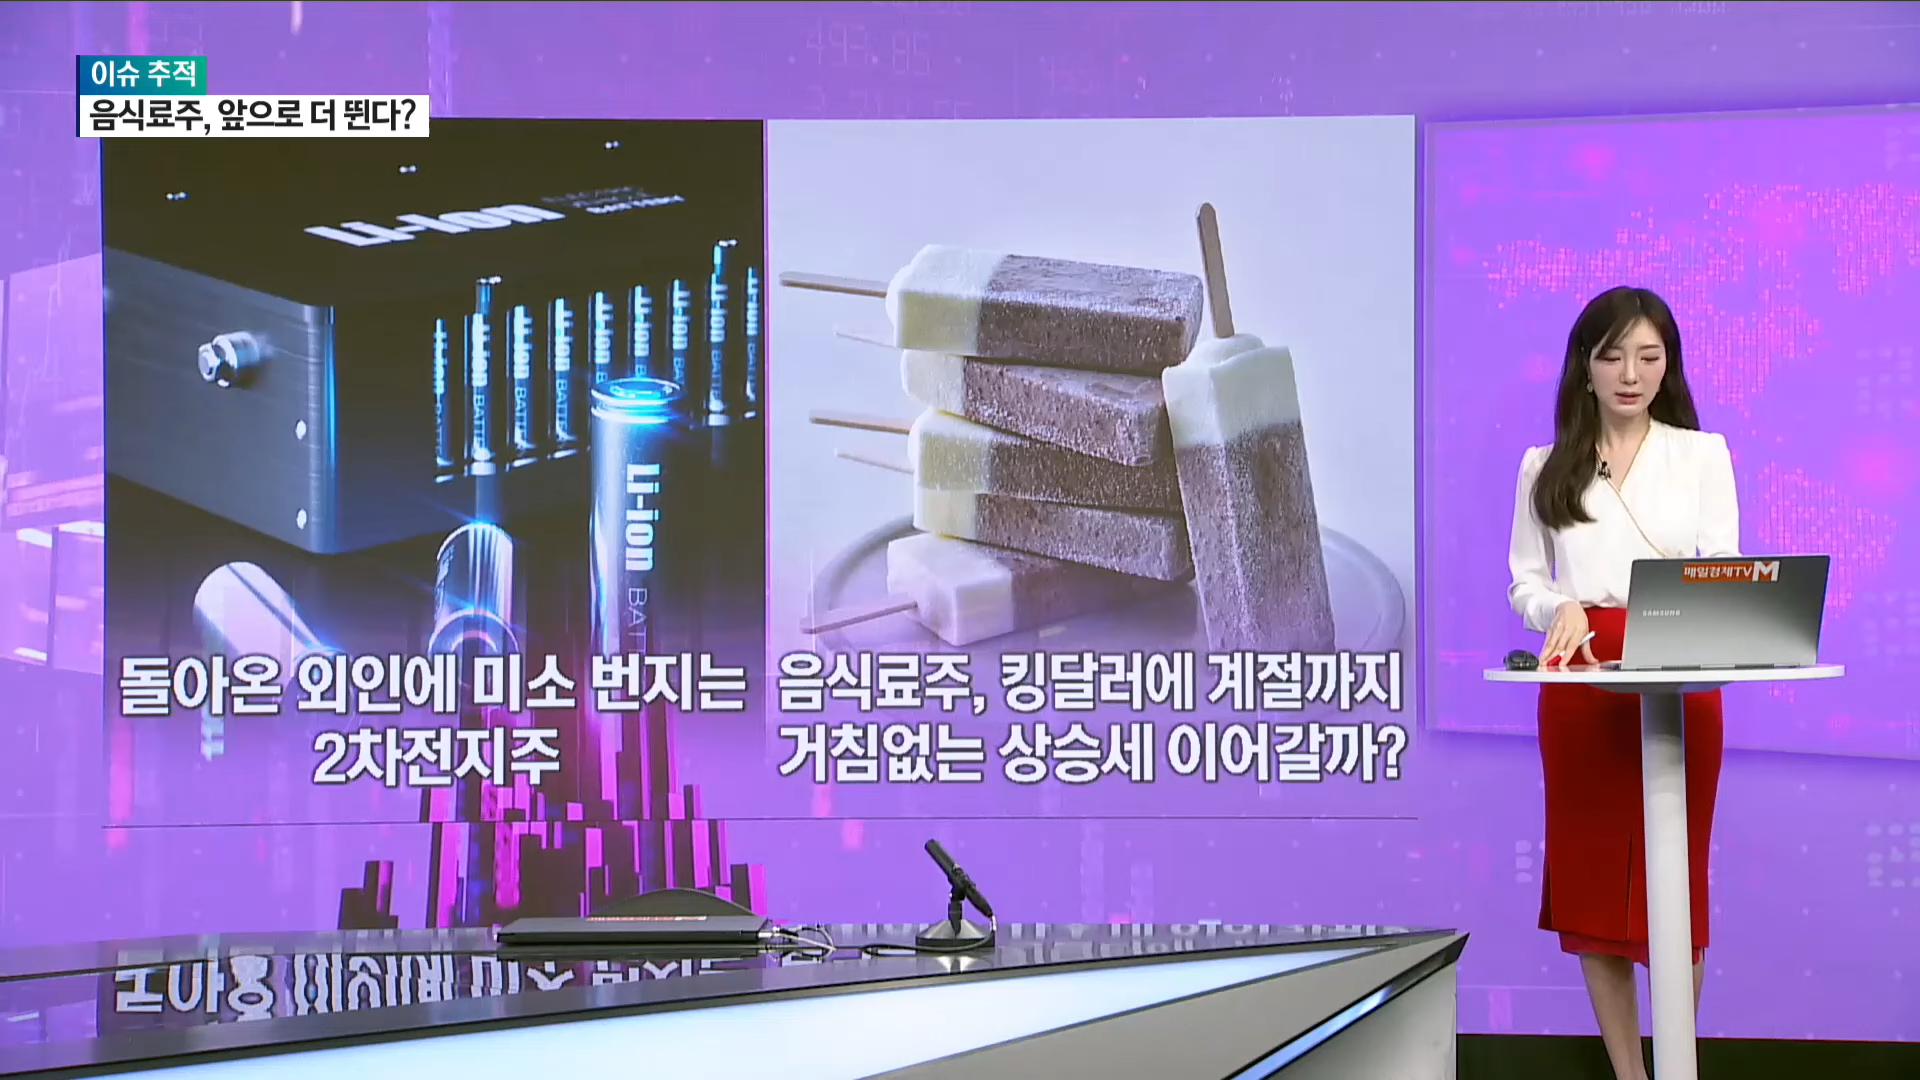 이슈 추적
음식료주, 앞으로 더 뛴다?
Li-ion
Li-ion
돌아온 외인에 미소 번지는
2차전지주
음식료주, 킹달러에 계절까지
거침없는 상승세 이어갈까?
매일경제TV M
SAMSUNG